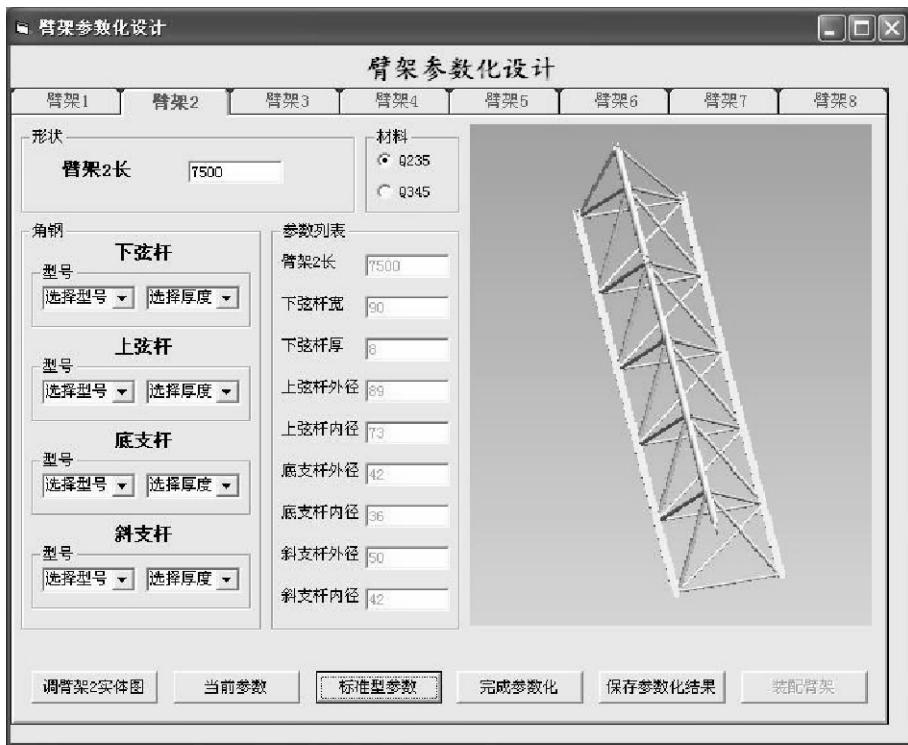 臂架参数化设计
臂架参数化设计
臂架1 臂架2 臂架3 臂架4 臂架5 臂架6 臂架7 臂架8
形状
臂架2长 7500
材料
Q235
Q345
角钢
下弦杆
型号
选择型号 选择厚度
上弦杆
型号
选择型号 选择厚度
底支杆
型号
选择型号 选择厚度
斜支杆
型号
选择型号 选择厚度
参数列表
臂架2长 7500
下弦杆宽 90
下弦杆厚 8
上弦杆外径 89
上弦杆内径 73
底支杆外径 42
底支杆内径 36
斜支杆外径 50
斜支杆内径 42
调臂架2实体图 当前参数 标准型参数 完成参数化 保存参数化结果 装配臂架